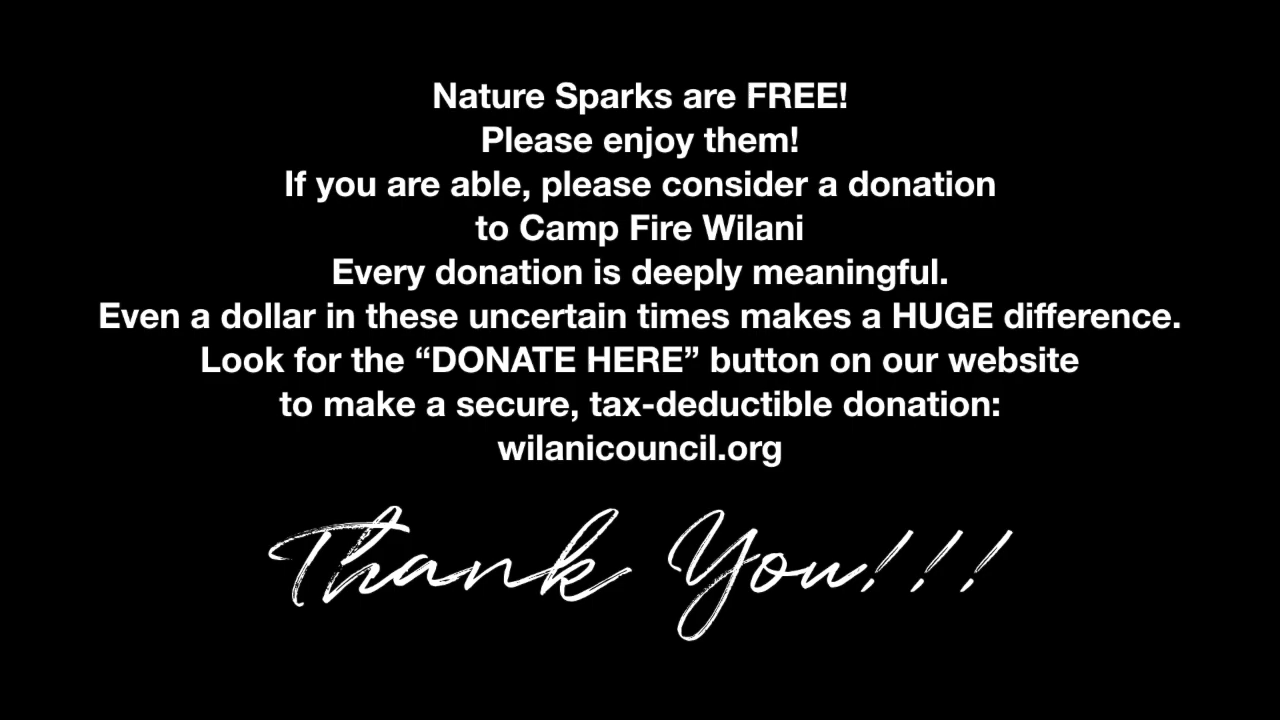 Nature Sparks are FREE!
Please enjoy them!
If you are able, please consider a donation
to Camp Fire Wilani
Every donation is deeply meaningful.
Even a dollar in these uncertain times makes a HUGE difference.
Look for the “DONATE HERE” button on our website
to make a secure, tax-deductible donation:
wilanicouncil.org
Thank You!!!